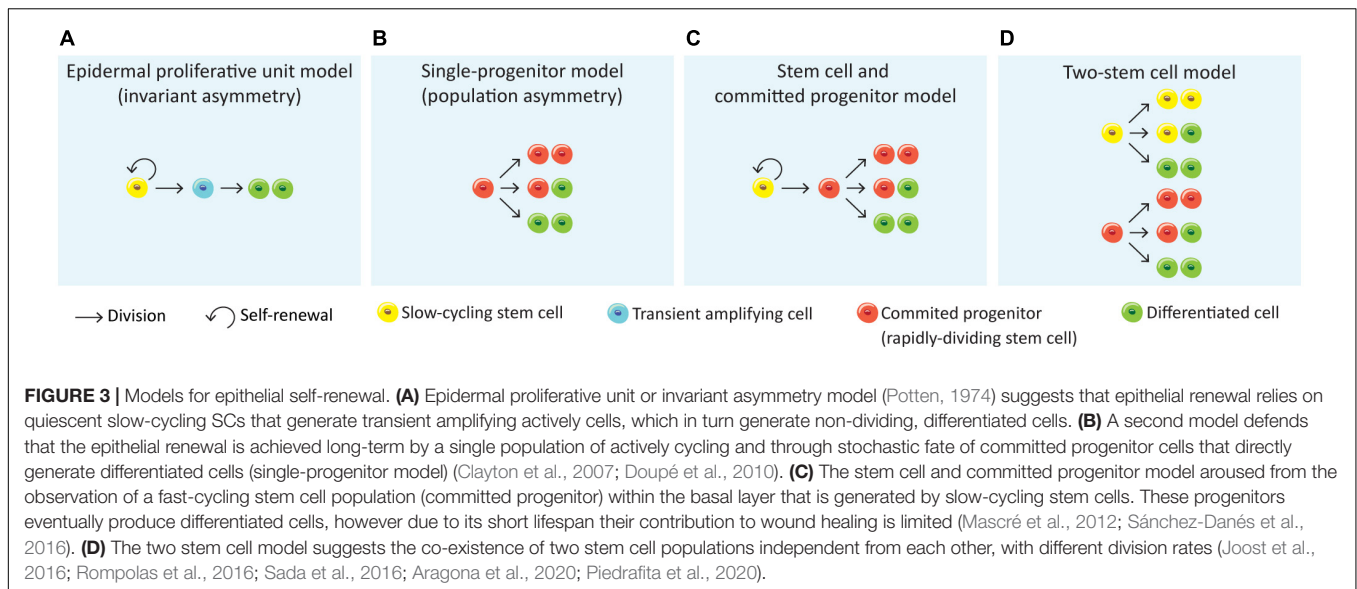 A
B
C
D
Epidermal proliferative unit model
(invariant asymmetry)
Single-progenitor model
(population asymmetry)
Stem cell and
committed progenitor model
Two-stem cell model
Division
Self-renewal
Slow-cycling stem cell
Transient amplifying cell
Commited progenitor
(rapidly-dividing stem cell)
Differentiated cell
FIGURE 3 | Models for epithelial self-renewal. (A) Epidermal proliferative unit or invariant asymmetry model (Potten, 1974) suggests that epithelial renewal relies on
quiescent slow-cycling SCs that generate transient amplifying actively cells, which in turn generate non-dividing, differentiated cells. (B) A second model defends
that the epithelial renewal is achieved long-term by a single population of actively cycling and through stochastic fate of committed progenitor cells that directly
generate differentiated cells (single-progenitor model) (Clayton et al., 2007; Doupé et al., 2010). (C) The stem cell and committed progenitor model aroused from the
observation of a fast-cycling stem cell population (committed progenitor) within the basal layer that is generated by slow-cycling stem cells. These progenitors
eventually produce differentiated cells, however due to its short lifespan their contribution to wound healing is limited (Mascré et al., 2012; Sánchez-Danés et al.,
2016). (D) The two stem cell model suggests the co-existence of two stem cell populations independent from each other, with different division rates (Joost et al.,
2016; Rompolas et al., 2016; Sada et al., 2016; Aragona et al., 2020; Piedrafita et al., 2020).